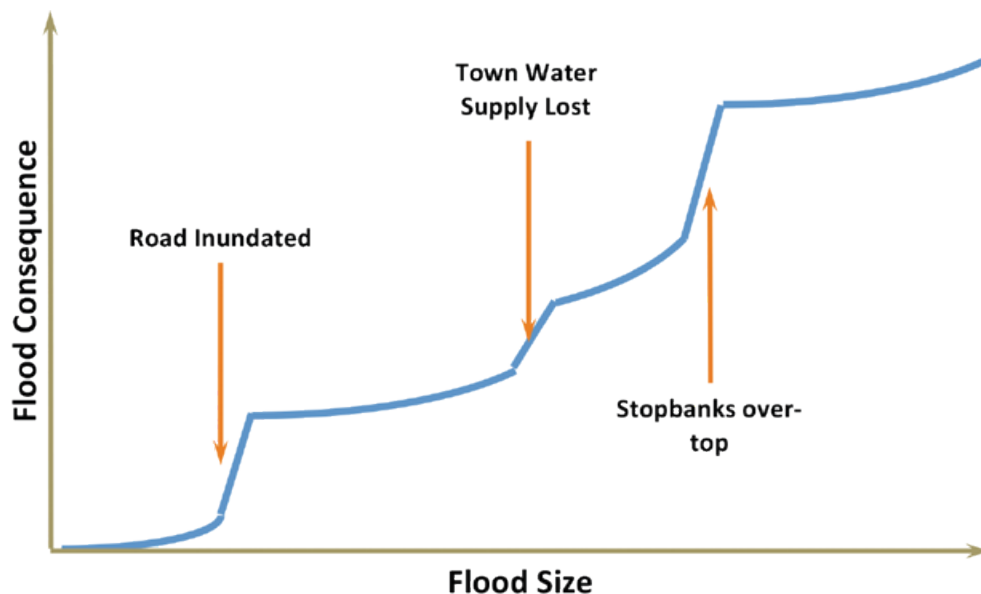 Town Water
Supply Lost
Road Inundated
Flood Consequence
Stopbanks over-
top
Flood Size